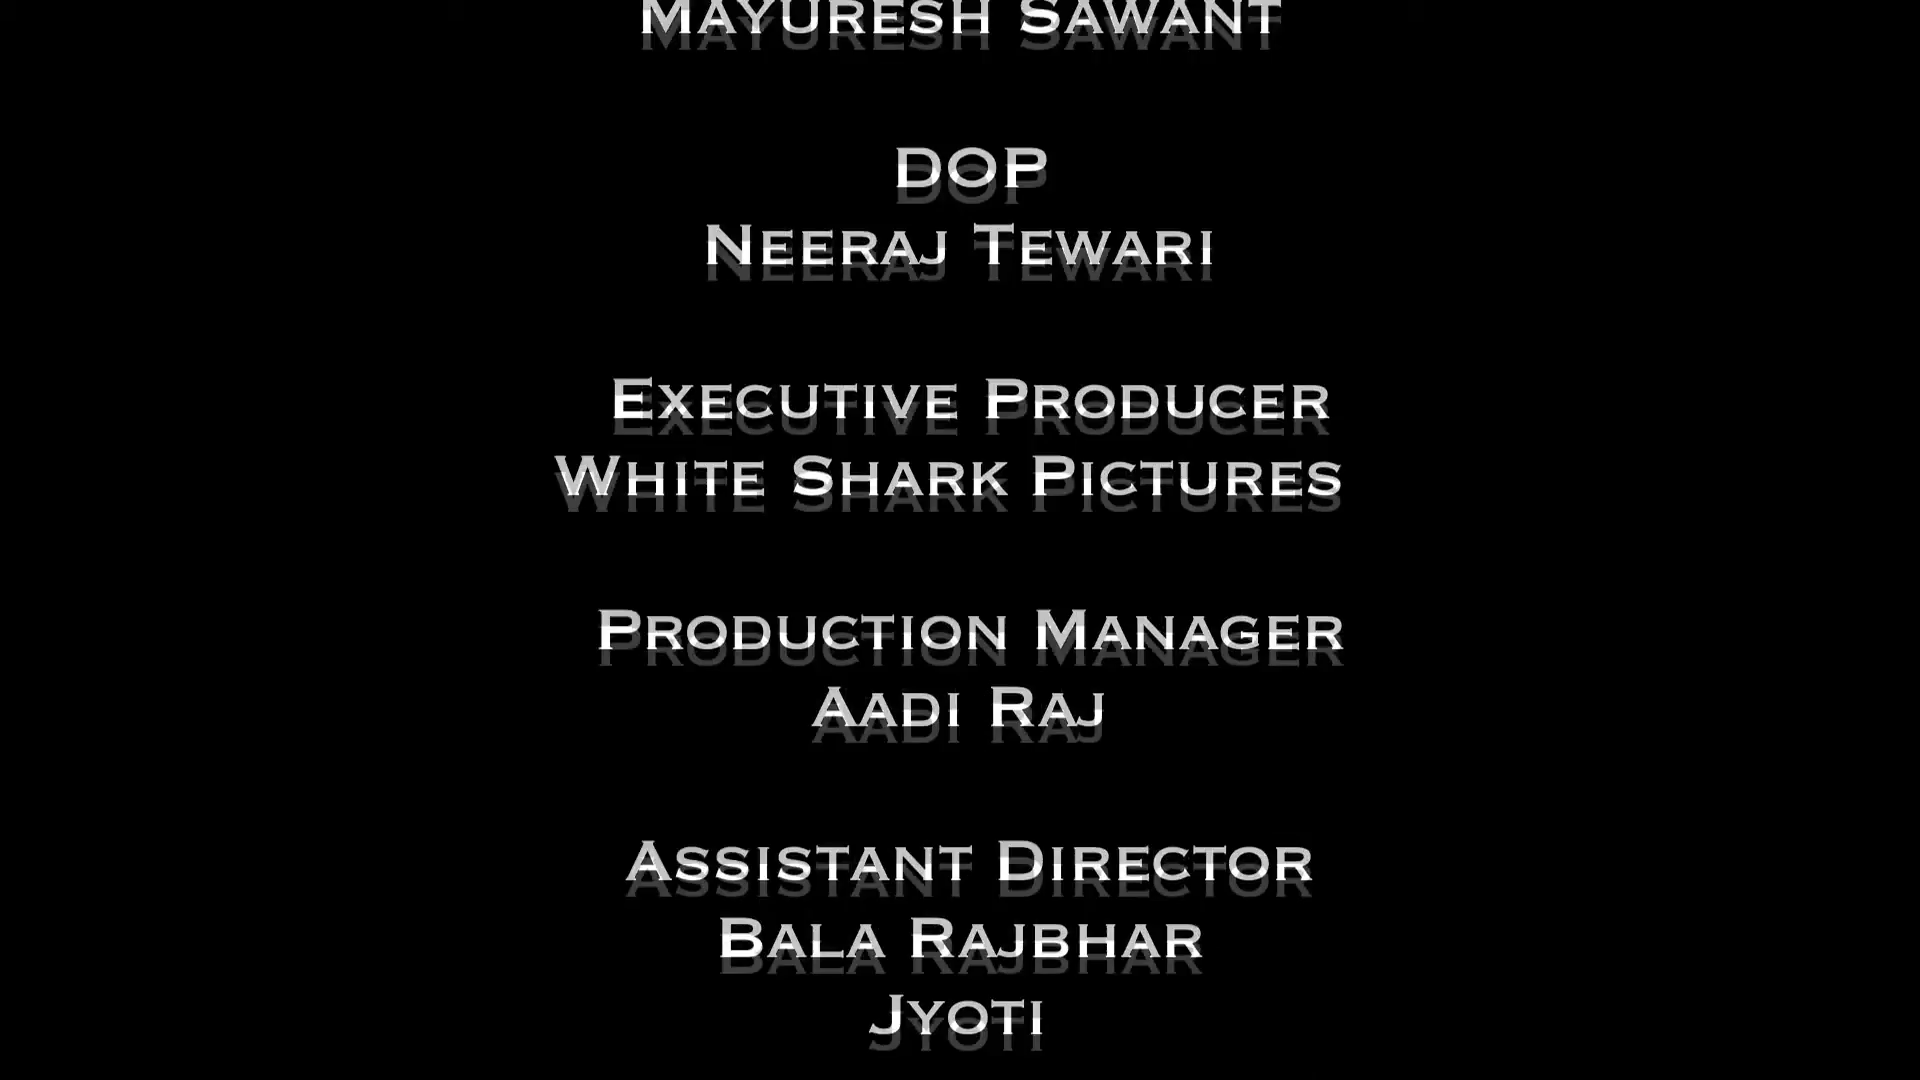 Mayuresh Sawant
DOP
Neeraj Tewari
Executive Producer
White Shark Pictures
Production Manager
Aadi Raj
Assistant Director
Bala Rajbhar
Jyoti